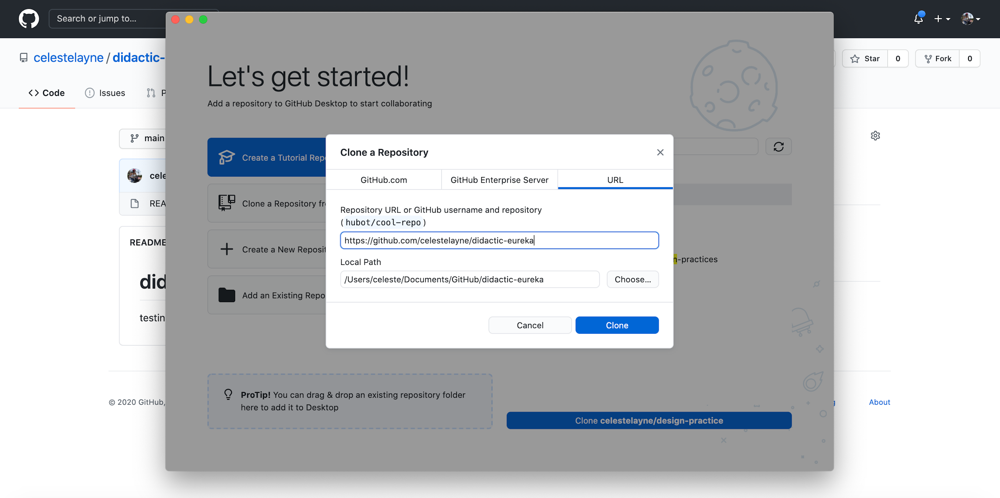 Search or jump to...
celestelayne / didactic-
Star 0
Fork 0
Code
Issues
P
Let's get started!
Add a repository to GitHub Desktop to start collaborating
main
Create a Tutorial Repo
cele
REA
Clone a Repository fr
README
Create a New Reposit
did
Add an Existing Repo
testin
Clone a Repository
GitHub.com
GitHub Enterprise Server
URL
Repository URL or GitHub username and repository
(hubot/cool-repo)
https://github.com/celestelayne/didactic-eureka
Local Path
/Users/celeste/Documents/GitHub/didactic-eureka
Choose...
Cancel
Clone
n-practices
ProTip! You can drag & drop an existing repository folder
here to add it to Desktop
Clone celestelayne/design-practice
© 2020 GitHub,
g
About